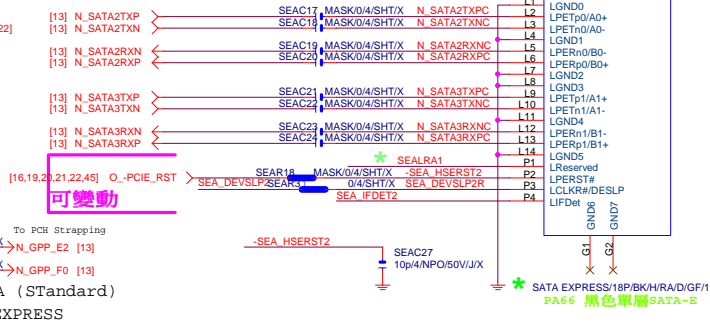 SEAC17 MASK/0/4/SHT/X N_SATA2TXPC L1 LGND0
[13] N_SATA2TXP L2 LPETp0/A0+
SEAC18 MASK/0/4/SHT/X N_SATA2TXNC L3 LPETn0/A0-
22] [13] N_SATA2TXN L4 LGND1
SEAC19 MASK/0/4/SHT/X N_SATA2RXNC L5 LPERn0/B0-
[13] N_SATA2RXN
SEAC20 MASK/0/4/SHT/X N_SATA2RXPC L6 LPERp0/B0+
[13] N_SATA2RXP L7 LGND2
L8 LGND3
SEAC21 MASK/0/4/SHT/X N_SATA3TXPC L9 LPETp1/A1+
[13] N_SATA3TXP
SEAC22 MASK/0/4/SHT/X N_SATA3TXNC L10 LPETn1/A1-
[13] N_SATA3TXN L11 LGND4
SEAC23 MASK/0/4/SHT/X N_SATA3RXNC L12 LPERn1/B1-
[13] N_SATA3RXN
SEAC24 MASK/0/4/SHT/X N_SATA3RXPC L13 LPERp1/B1+
[13] N_SATA3RXP L14 LGND5
* SEALRA1 P1 LReserved
[16,19,20,21,22,45] O_-PCIE_RST SEAR18 MASK/0/4/SHT/X -SEA_HSERST2 P2 LPERST#
SEA_DEVSLP2 SEAR31 0/4/SHT/X SEA_DEVSLP2R P3 LCLKR#/DESLP
可變動 SEA_IFDET2 P4 LIFDet
GND6 GND7
To PCH Strapping
N_GPP_E2 [13] -SEA_HSERST2 G1 G2
SEAC27
N_GPP_F0 [13] 10p/4/NPO/50V/J/X
A (STandard) * SATA EXPRESS/18P/BK/H/RA/D/GF/1
PA66 黑色單層SATA-E
EXPRESS